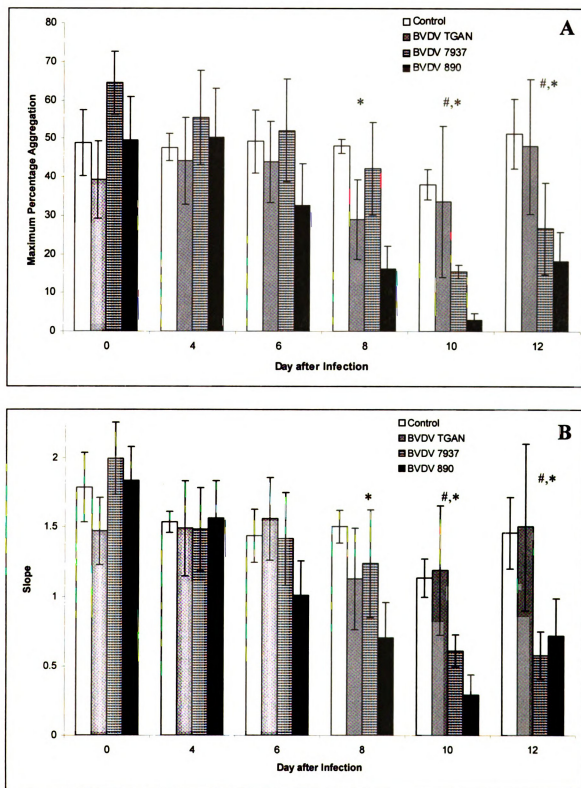 A
Control
BVDV TGAN
BVDV 7937
BVDV 890
Maximum Percentage Aggregation
80
70
60
50
40
30
20
10
0
*
#,*
#,*
0 4 6 8 10 12
Day after Infection
B
Control
BVDV TGAN
BVDV 7937
BVDV 890
Slope
2
1.5
1
0.5
0
*
#,*
#,*
0 4 6 8 10 12
Day after Infection